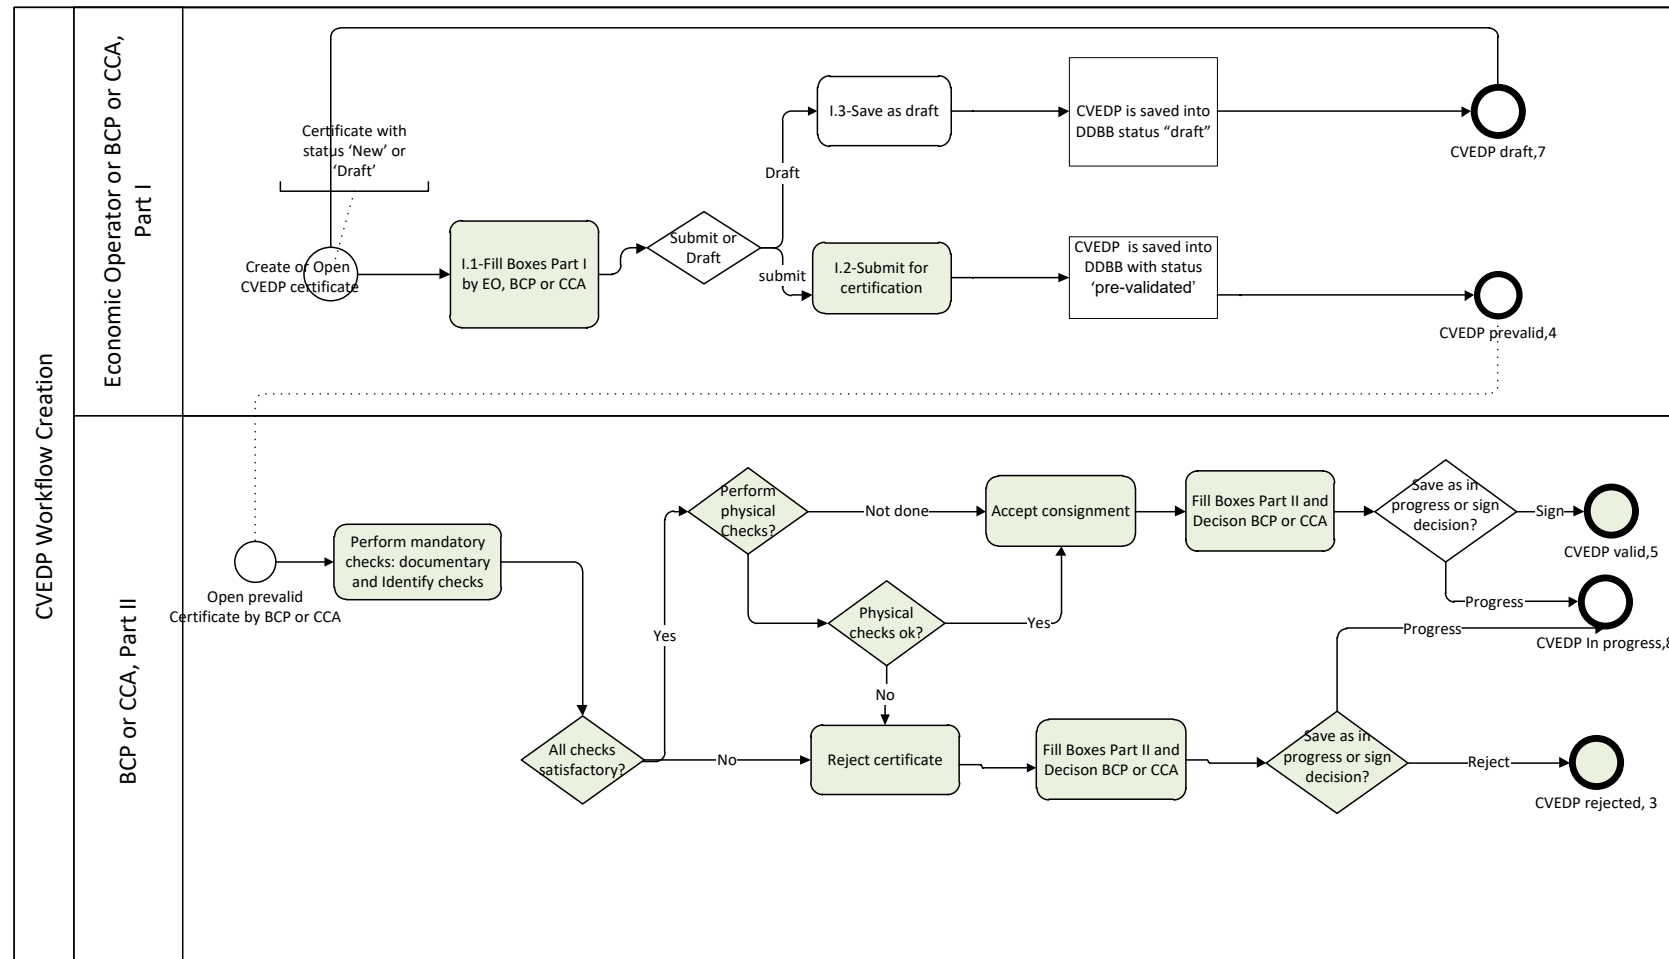 CVEDP Workflow Creation
Economic Operator or BCP or CCA,
Part I
Certificate with
status ‘New’ or
‘Draft’
Create or Open
CVEDP certificate
I.1-Fill Boxes Part I
by EO, BCP or CCA
Submit or
Draft
Draft
submit
I.3-Save as draft
CVEDP is saved into
DDBB status “draft”
CVEDP draft,7
I.2-Submit for
certification
CVEDP is saved into
DDBB with status
‘pre-validated’
CVEDP prevalid,4
BCP or CCA, Part II
Open prevalid
Certificate by BCP or CCA
Perform mandatory
checks: documentary
and Identify checks
All checks
satisfactory?
Yes
No
Perform
physical
Checks?
Not done
Physical
checks ok?
Yes
No
Accept consignment
Fill Boxes Part II and
Decison BCP or CCA
Save as in
progress or sign
decision?
Sign
CVEDP valid,5
Progress
CVEDP In progress,8
Progress
Reject certificate
Fill Boxes Part II and
Decison BCP or CCA
Save as in
progress or sign
decision?
Reject
CVEDP rejected, 3